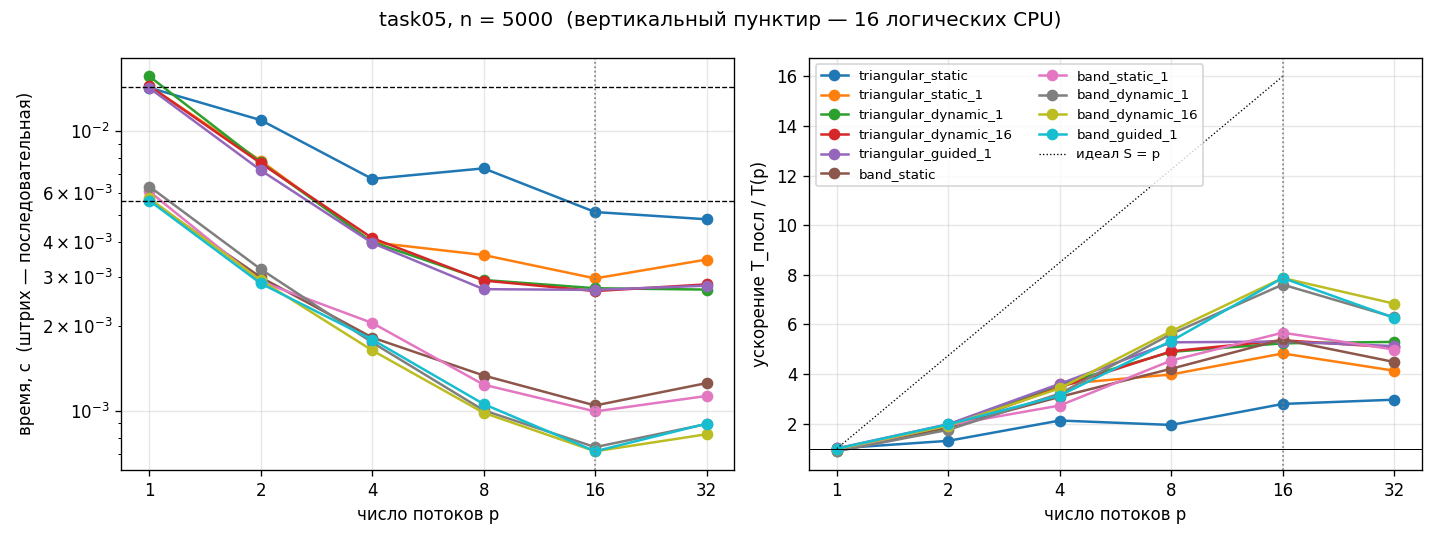 task05, n = 5000  (вертикальный пунктир — 16 логических CPU)
время, с  (штрих — последовательная)
10⁻²
6 × 10⁻³
4 × 10⁻³
3 × 10⁻³
2 × 10⁻³
10⁻³
1 2 4 8 16 32
число потоков p
ускорение T_посл / T(p)
16
14
12
10
8
6
4
2
triangular_static
triangular_static_1
triangular_dynamic_1
triangular_dynamic_16
triangular_guided_1
band_static
band_static_1
band_dynamic_1
band_dynamic_16
band_guided_1
идеал S = p
1 2 4 8 16 32
число потоков p